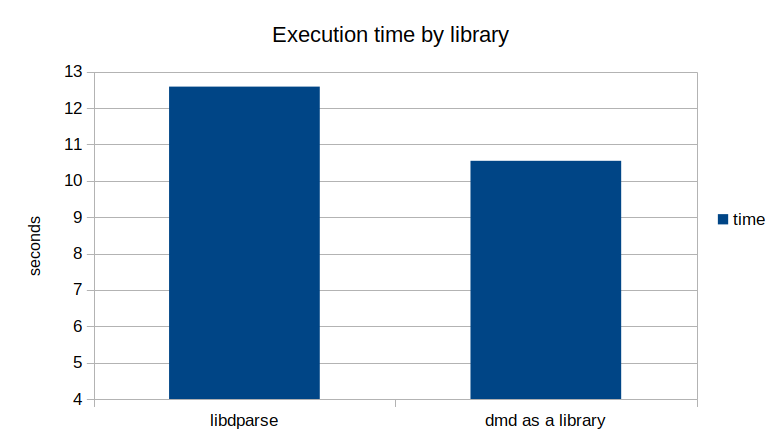 Execution time by library
13
12
11
10
9
8
7
6
5
4
seconds
libdparse
dmd as a library
time